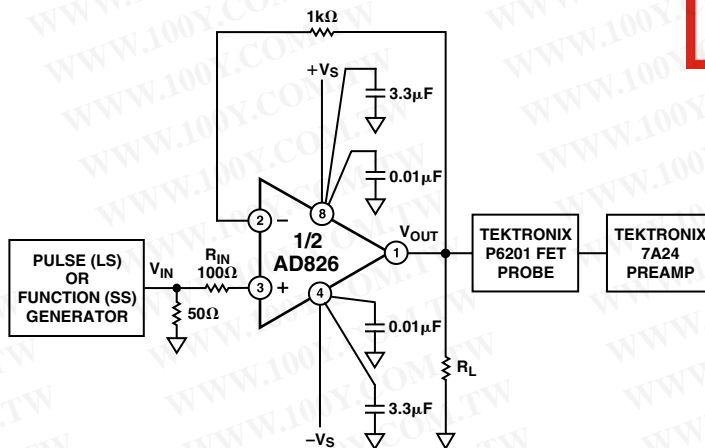 1kΩ
+VS
3.3µF
0.01µF
2
−
8
1/2
AD826
VOUT
1
TEKTRONIX
P6201 FET
PROBE
TEKTRONIX
7A24
PREAMP
PULSE (LS)
OR
FUNCTION (SS)
GENERATOR
VIN
RIN
100Ω
3
+
4
50Ω
0.01µF
RL
3.3µF
−VS
WWW.100Y.COM.TW